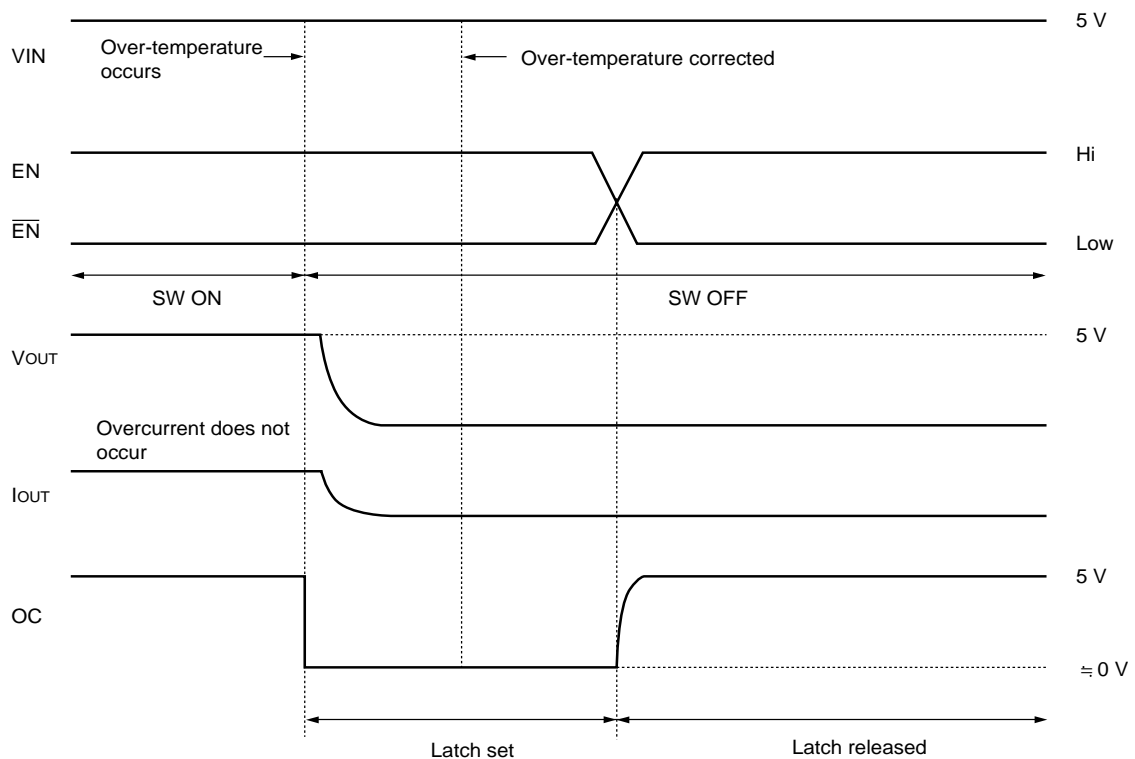 5 V
VIN
Over-temperature
occurs
Over-temperature corrected
EN
Hi
E̅N̅
Low
SW ON
SW OFF
VOUT
5 V
Overcurrent does not
occur
IOUT
OC
5 V
≒ 0 V
Latch set
Latch released